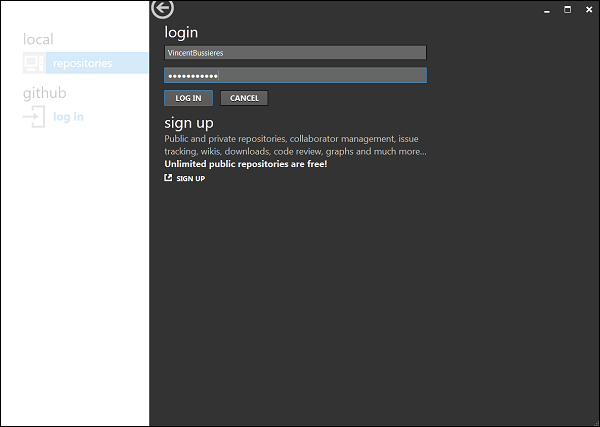 local
repositories
github
log in
login
VincentBussieres
●●●●●●●●●●●
LOG IN
CANCEL
sign up
Public and private repositories, collaborator management, issue
tracking, wikis, downloads, code review, graphs and much more...
Unlimited public repositories are free!
SIGN UP